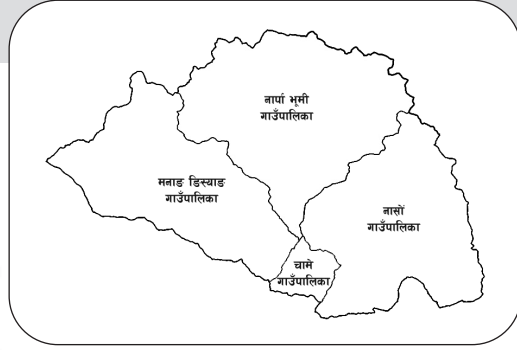 नार्पा भूमी
गाउँपालिका
मनाङ डिस्याङ
गाउँपालिका
नासोँ
गाउँपालिका
चामे
गाउँपालिका